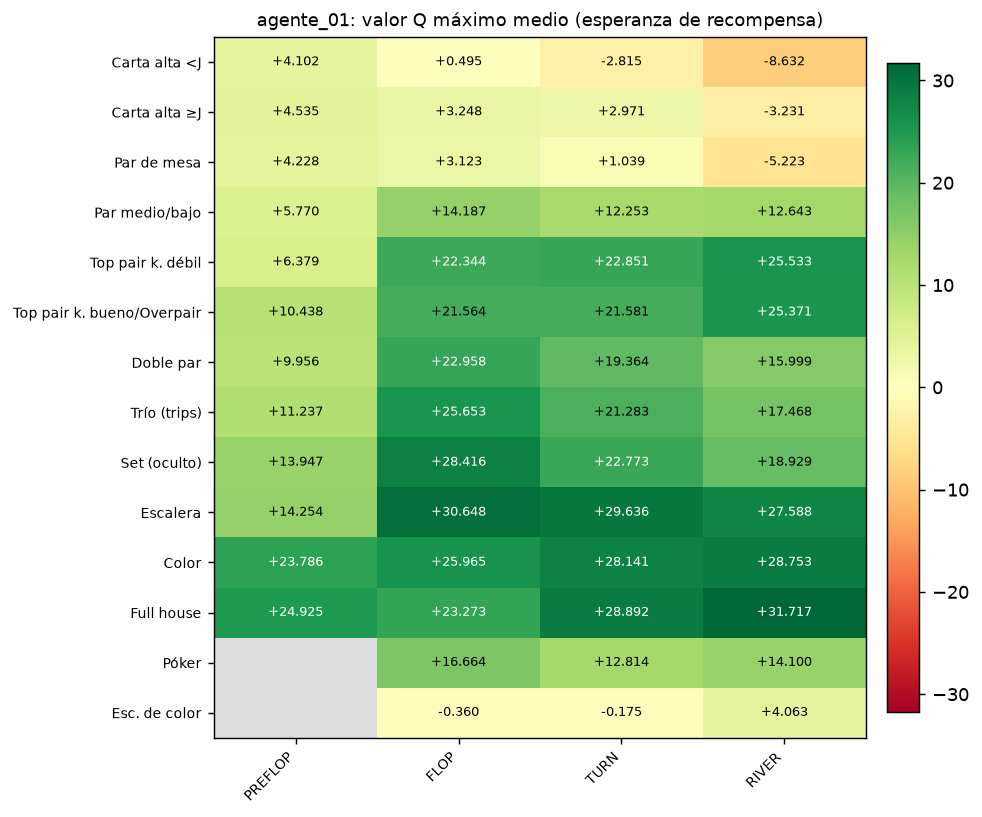 agente_01: valor Q máximo medio (esperanza de recompensa)
Carta alta <J +4.102 +0.495 -2.815 -8.632
Carta alta ≥J +4.535 +3.248 +2.971 -3.231
Par de mesa +4.228 +3.123 +1.039 -5.223
Par medio/bajo +5.770 +14.187 +12.253 +12.643
Top pair k. débil +6.379 +22.344 +22.851 +25.533
Top pair k. bueno/Overpair +10.438 +21.564 +21.581 +25.371
Doble par +9.956 +22.958 +19.364 +15.999
Trío (trips) +11.237 +25.653 +21.283 +17.468
Set (oculto) +13.947 +28.416 +22.773 +18.929
Escalera +14.254 +30.648 +29.636 +27.588
Color +23.786 +25.965 +28.141 +28.753
Full house +24.925 +23.273 +28.892 +31.717
Póker +16.664 +12.814 +14.100
Esc. de color -0.360 -0.175 +4.063
PREFLOP FLOP TURN RIVER
30
20
10
0
−10
−20
−30